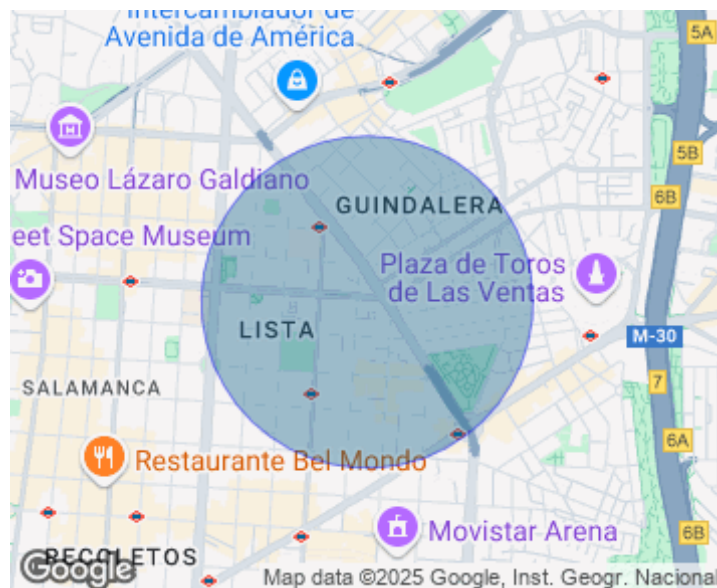 Intercambiador de
Avenida de América
5A
Museo Lázaro Galdiano
5B
GUINDALERA
6B
eet Space Museum
Plaza de Toros
de Las Ventas
LISTA
M-30
SALAMANCA
7
6A
Restaurante Bel Mondo
Movistar Arena
6B
RECOLETOS
Google
Map data ©2025 Google, Inst. Geogr. Nacional